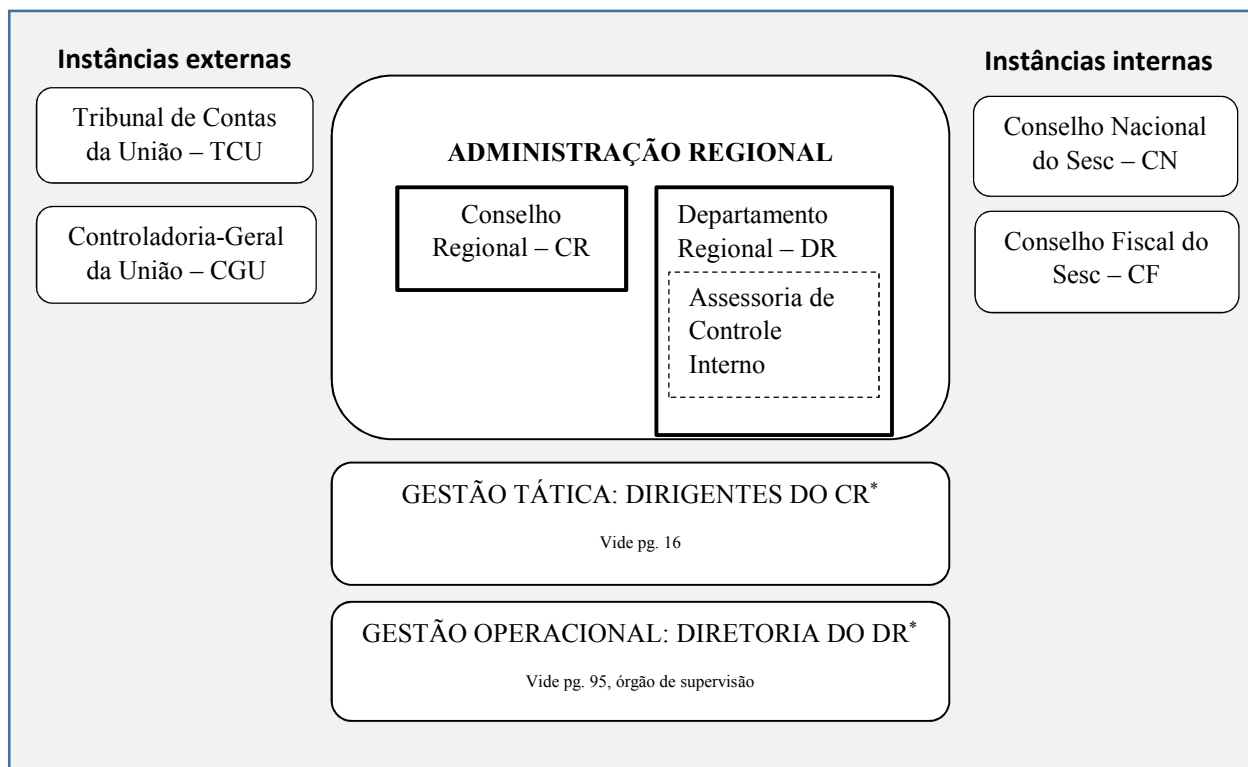 Instâncias externas
Tribunal de Contas
da União – TCU
Controladoria-Geral
da União – CGU
ADMINISTRAÇÃO REGIONAL
Conselho
Regional – CR
Departamento
Regional – DR
Assessoria de
Controle
Interno
Instâncias internas
Conselho Nacional
do Sesc – CN
Conselho Fiscal do
Sesc – CF
GESTÃO TÁTICA: DIRIGENTES DO CR*
Vide pg. 16
GESTÃO OPERACIONAL: DIRETORIA DO DR*
Vide pg. 95, órgão de supervisão